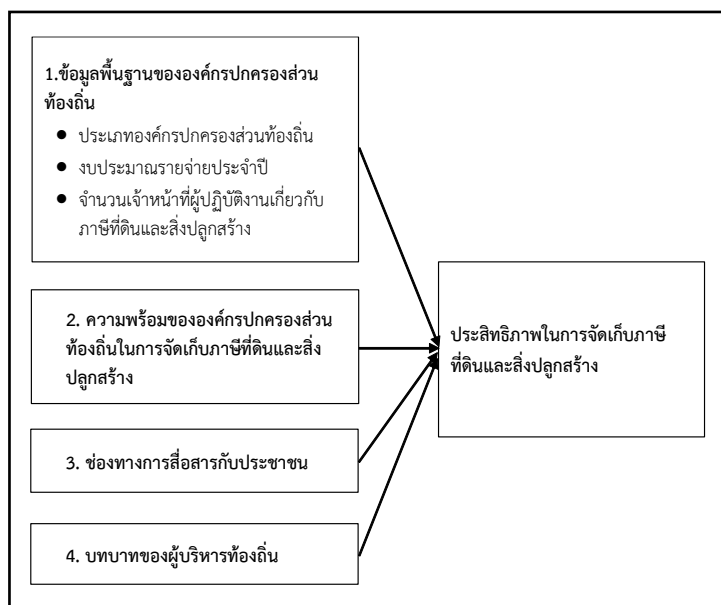 1.ข้อมูลพื้นฐานขององค์กรปกครองส่วน
ท้องถิ่น
● ประเภทองค์กรปกครองส่วนท้องถิ่น
● งบประมาณรายจ่ายประจำปี
● จำนวนเจ้าหน้าที่ผู้ปฏิบัติงานเกี่ยวกับ
ภาษีที่ดินและสิ่งปลูกสร้าง
2. ความพร้อมขององค์กรปกครองส่วน
ท้องถิ่นในการจัดเก็บภาษีที่ดินและสิ่ง
ปลูกสร้าง
3. ช่องทางการสื่อสารกับประชาชน
4. บทบาทของผู้บริหารท้องถิ่น
ประสิทธิภาพในการจัดเก็บภาษี
ที่ดินและสิ่งปลูกสร้าง